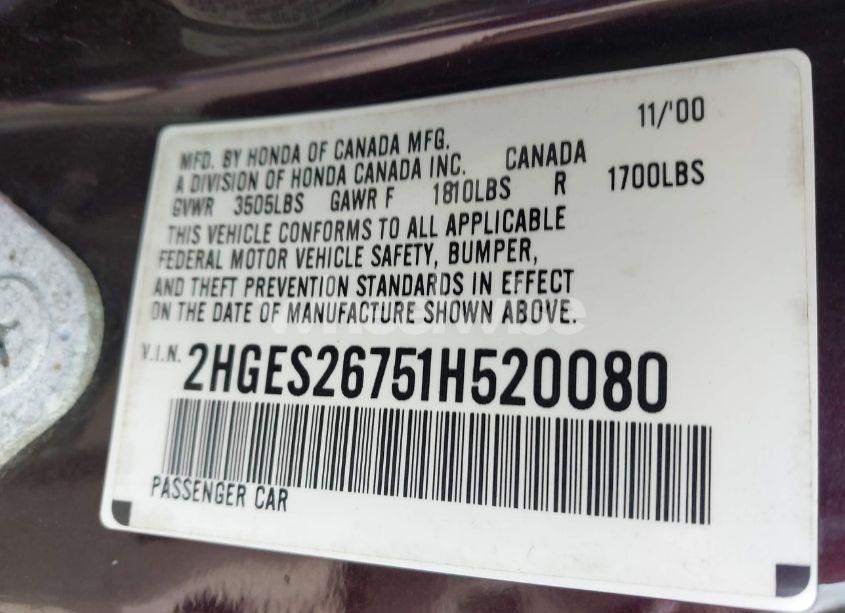 11/'00
MFD. BY HONDA OF CANADA MFG.
A DIVISION OF HONDA CANADA INC. CANADA
GVWR 3505LBS GAWR F 1810LBS R 1700LBS
THIS VEHICLE CONFORMS TO ALL APPLICABLE
FEDERAL MOTOR VEHICLE SAFETY, BUMPER,
AND THEFT PREVENTION STANDARDS IN EFFECT
ON THE DATE OF MANUFACTURE SHOWN ABOVE.
V.I.N. 2HGES26751H520080
PASSENGER CAR